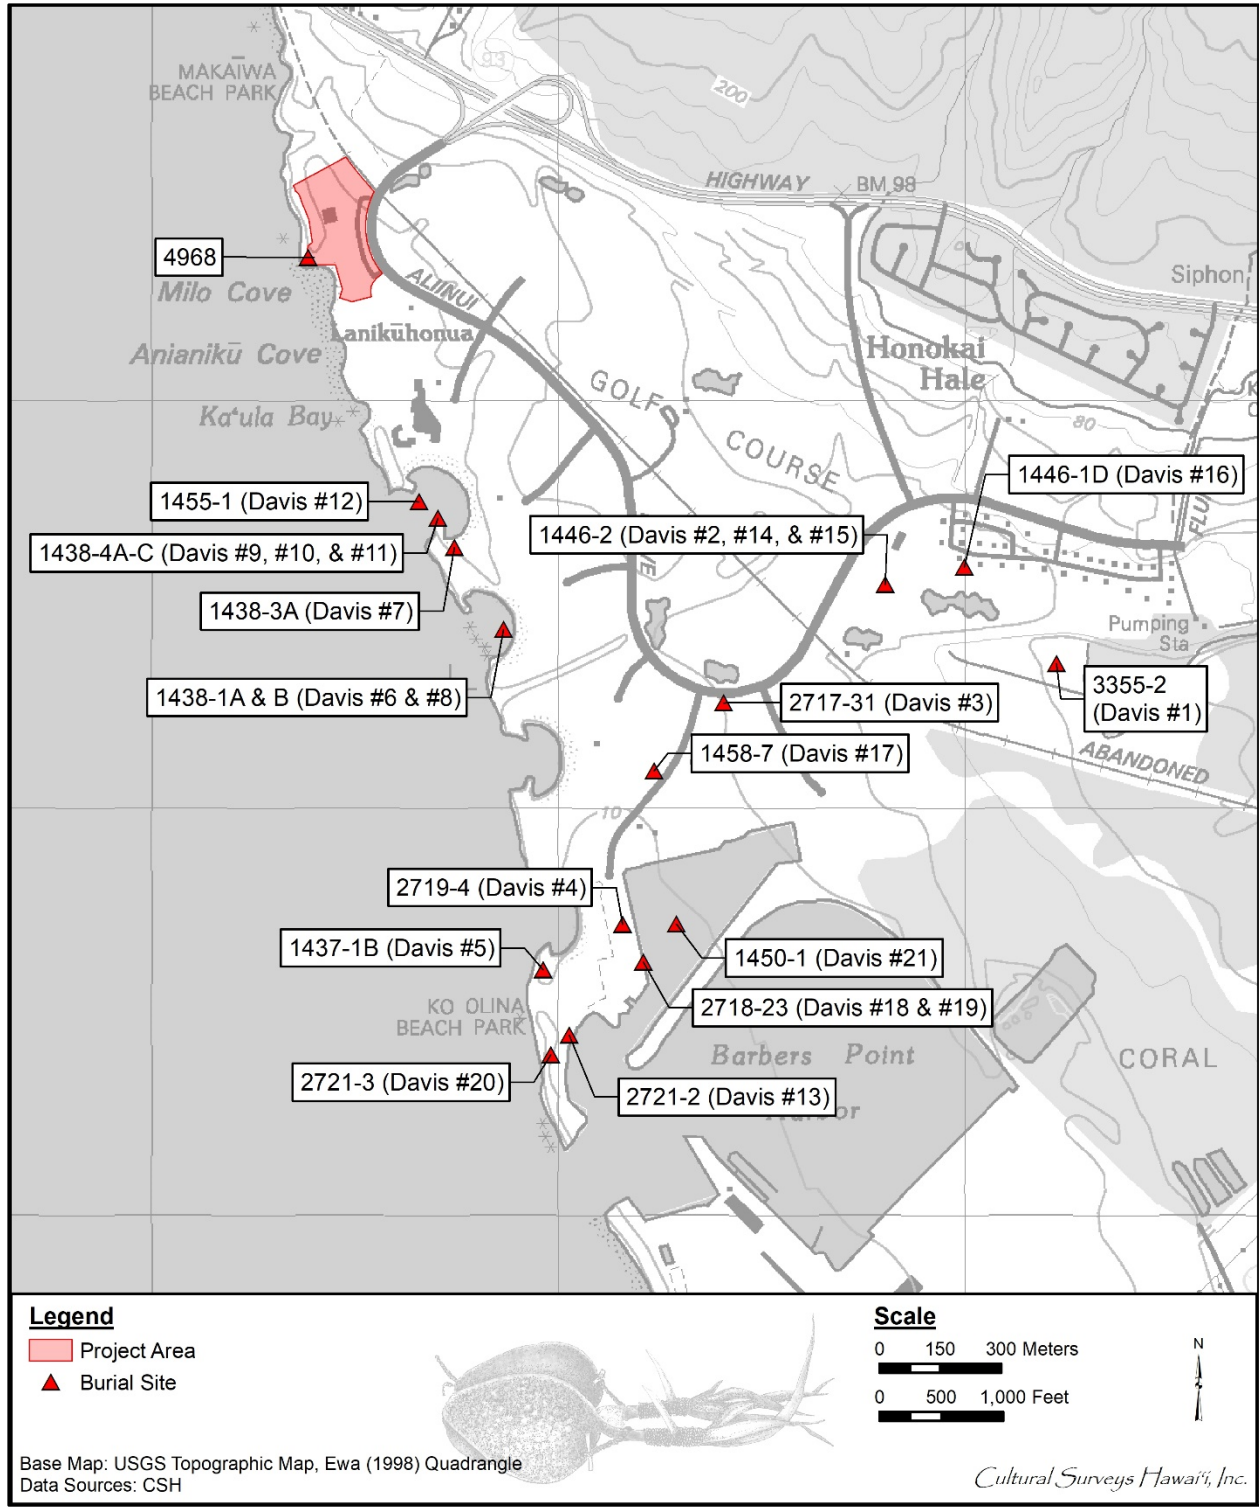 93
MAKĀĪWA
BEACH PARK
200
HIGHWAY
BM 98
4968
Milo Cove
ALIINUI
Siphon
Lanikūhonua
Anianikū Cove
Honokai
Hale
GOLF
Kaʻula Bay
80
COURSE
1446-1D (Davis #16)
1455-1 (Davis #12)
1446-2 (Davis #2, #14, & #15)
FLU
1438-4A-C (Davis #9, #10, & #11)
1438-3A (Davis #7)
Pumping
Sta
1438-1A & B (Davis #6 & #8)
2717-31 (Davis #3)
3355-2
(Davis #1)
1458-7 (Davis #17)
ABANDONED
10
2719-4 (Davis #4)
1437-1B (Davis #5)
1450-1 (Davis #21)
2718-23 (Davis #18 & #19)
KO OLINA
BEACH PARK
Barbers Point
CORAL
2721-3 (Davis #20)
2721-2 (Davis #13)
Legend
Project Area
Burial Site
Scale
0 150 300 Meters
0 500 1,000 Feet
N
Base Map: USGS Topographic Map, Ewa (1998) Quadrangle
Data Sources: CSH
Cultural Surveys Hawaiʻi, Inc.